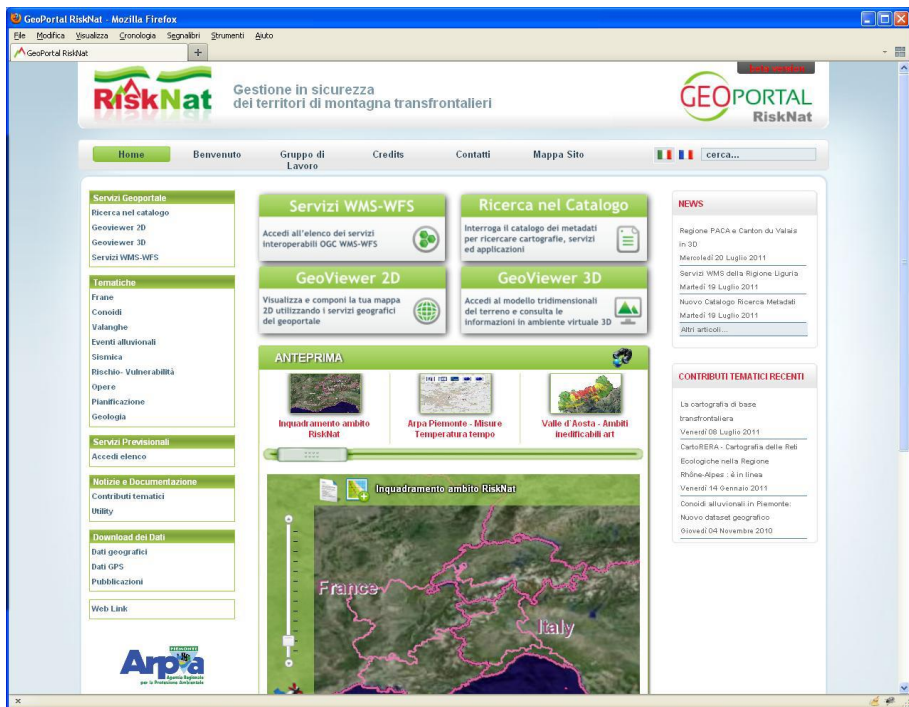 GeoPortal RiskNat - Mozilla Firefox
File Modifica Visualizza Cronologia Segnalibri Strumenti Aiuto
GeoPortal RiskNat
RiskNat
Gestione in sicurezza
dei territori di montagna transfrontalieri
GEOPORTAL
RiskNat
Home Benvenuto Gruppo di Lavoro Credits Contatti Mappa Sito cerca...
Servizi Geoportale
Ricerca nel catalogo
Geoviewer 2D
Geoviewer 3D
Servizi WMS-WFS
Tematiche
Frane
Conoidi
Valanghe
Eventi alluvionali
Sismica
Rischio- Vulnerabilità
Opere
Pianificazione
Geologia
Servizi Previsionali
Accedi elenco
Notizie e Documentazione
Contributi tematici
Utility
Download dei Dati
Dati geografici
Dati GPS
Pubblicazioni
Web Link
PIEMONTE
Arpa
Agenzia Regionale
per la Protezione Ambientale
Servizi WMS-WFS
Accedi all'elenco dei servizi
interoperabili OGC WMS-WFS
Ricerca nel Catalogo
Interroga il catalogo dei metadati
per ricercare cartografie, servizi
ed applicazioni
GeoViewer 2D
Visualizza e componi la tua mappa
2D utilizzando i servizi geografici
del geoportale
GeoViewer 3D
Accedi al modello tridimensionali
del terreno e consulta le
informazioni in ambiente virtuale 3D
ANTEPRIMA
Inquadramento ambito
RiskNat
Arpa Piemonte - Misure
Temperatura tempo
Valle d'Aosta - Ambiti
inedificabili art
Inquadramento ambito RiskNat
France
Italy
NEWS
Regione PACA e Canton du Valais
in 3D
Mercoledì 20 Luglio 2011
Servizi WMS della Rigione Liguria
Martedì 19 Luglio 2011
Nuovo Catalogo Ricerca Metadati
Martedì 19 Luglio 2011
Altri articoli...
CONTRIBUTI TEMATICI RECENTI
La cartografia di base
transfrontaliera
Venerdì 08 Luglio 2011
CartoRERA - Cartografia delle Reti
Ecologiche nella Regione
Rhône-Alpes : è in linea
Venerdì 14 Gennaio 2011
Conoidi alluvionali in Piemonte:
Nuovo dataset geografico
Giovedì 04 Novembre 2010